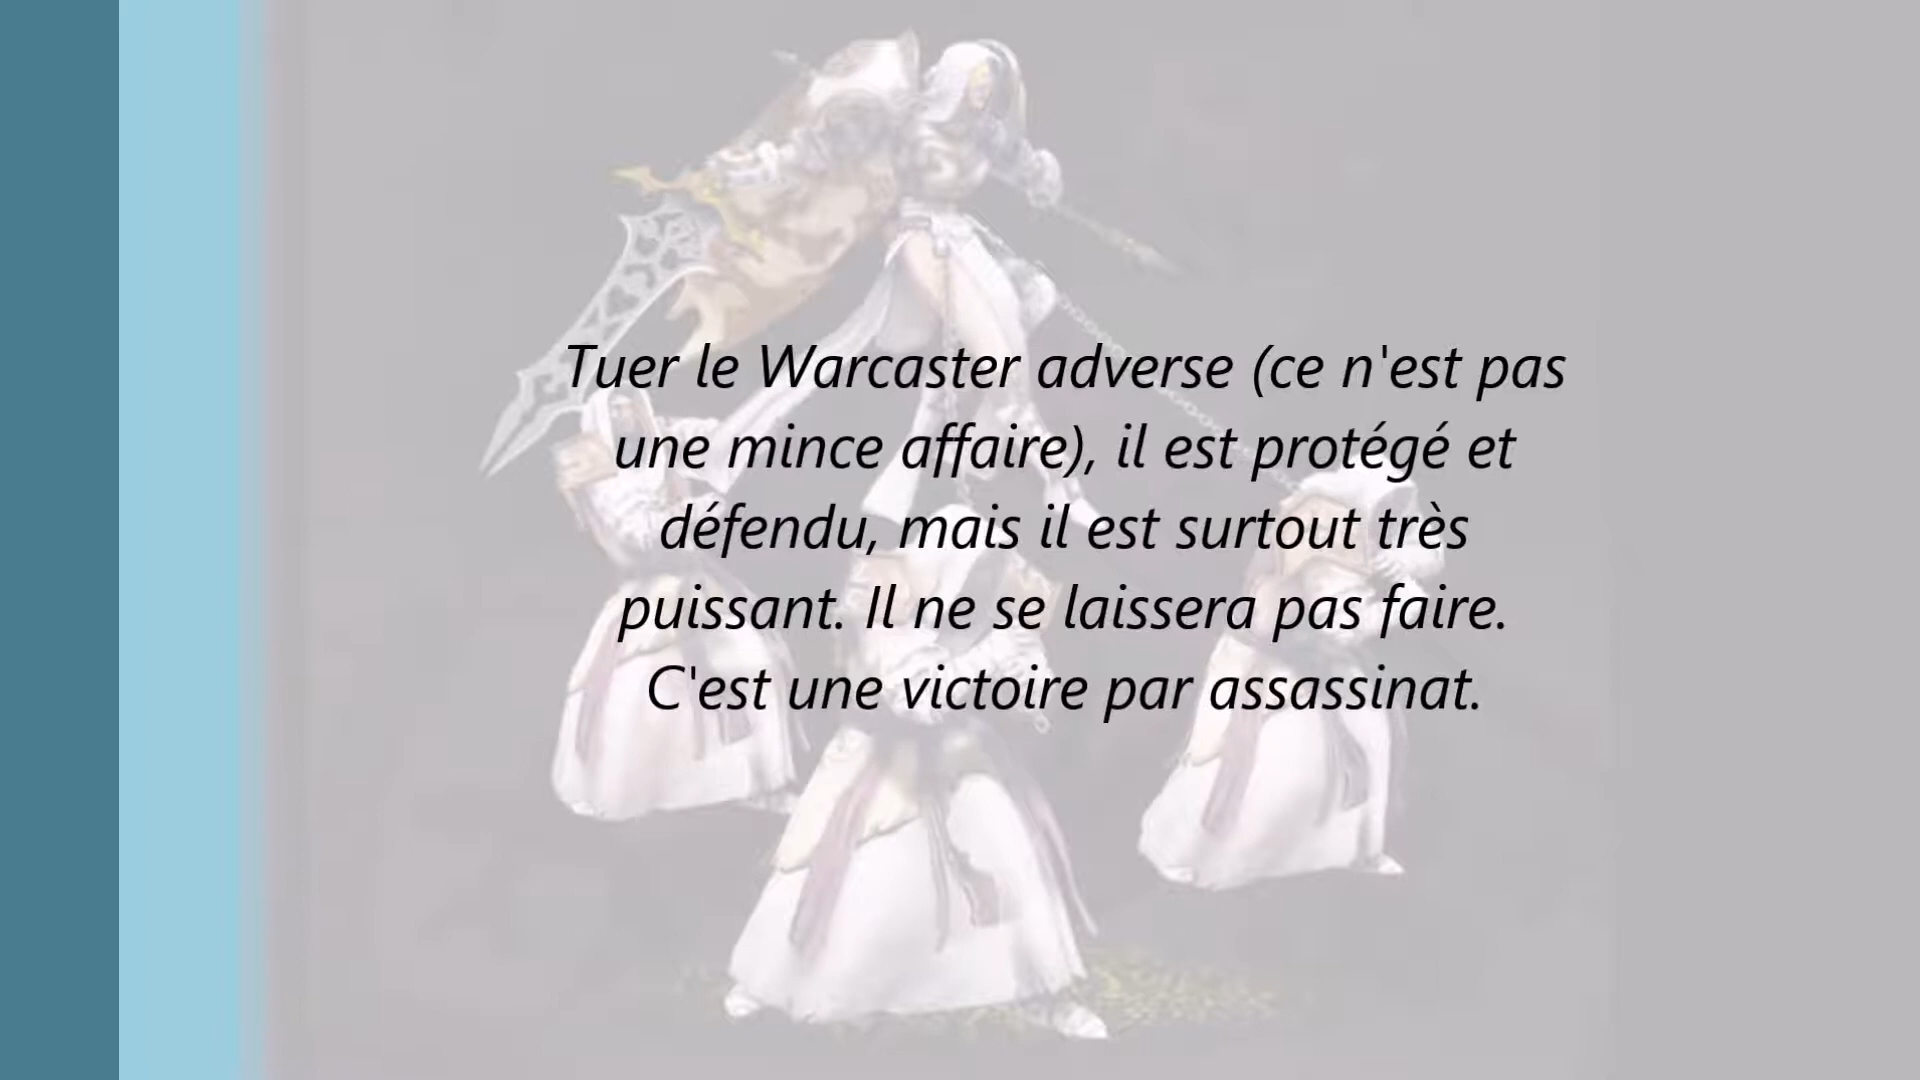 Tuer le Warcaster adverse (ce n'est pas
une mince affaire), il est protégé et
défendu, mais il est surtout très
puissant. Il ne se laissera pas faire.
C'est une victoire par assassinat.